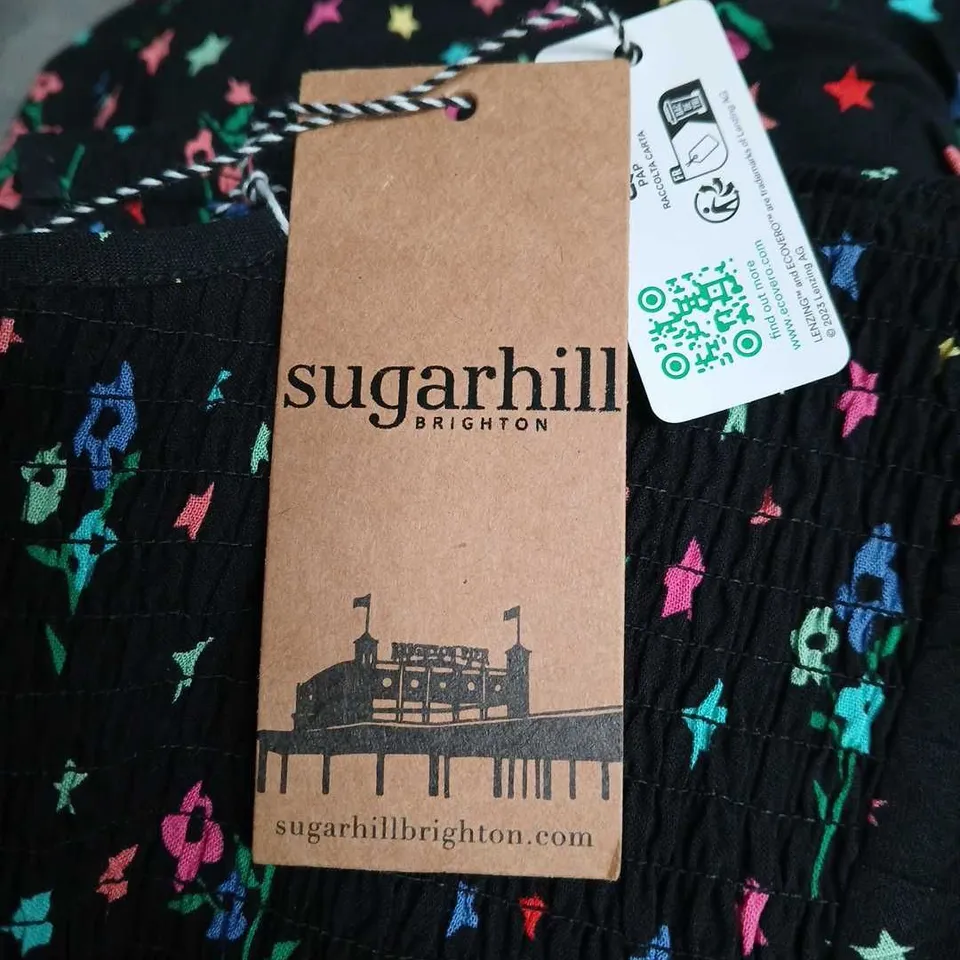 sugarhill
BRIGHTON
sugarhillbrighton.com
PAP
RACCOLTA CARTA
FR
find out more
www.ecovero.com
LENZING™ and ECOVERO™ are trademarks of Lenzing AG
© 2023 Lenzing AG